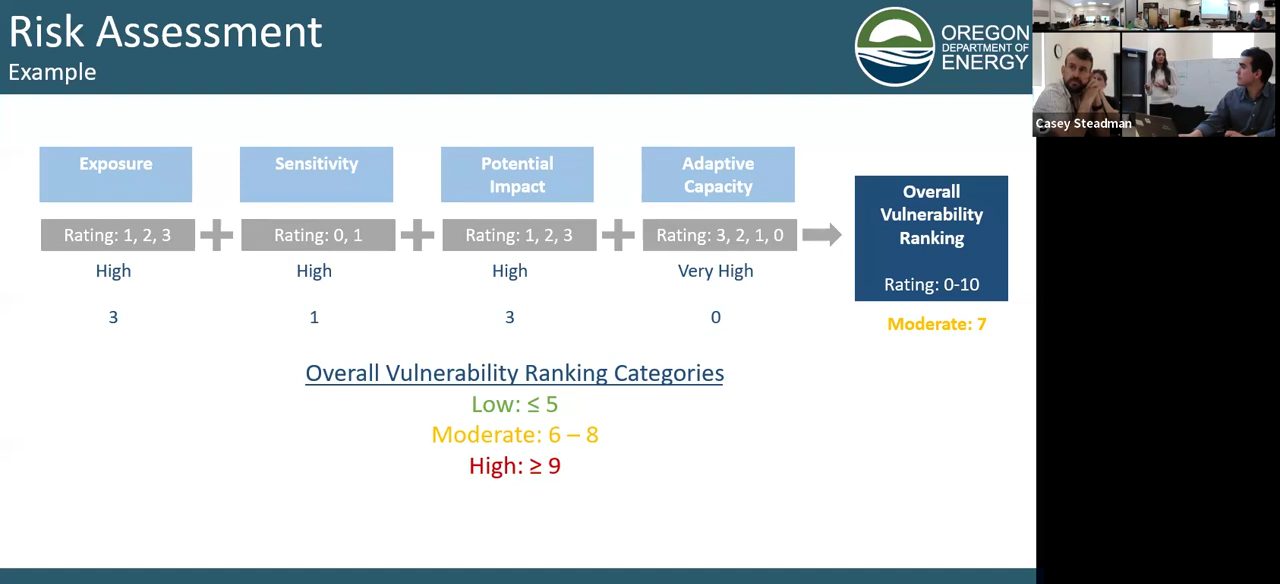 Risk Assessment
Example
OREGON
DEPARTMENT OF
ENERGY
Casey Steadman
Exposure
Sensitivity
Potential
Impact
Adaptive
Capacity
Rating: 1, 2, 3
Rating: 0, 1
Rating: 1, 2, 3
Rating: 3, 2, 1, 0
High
High
High
Very High
3
1
3
0
Overall
Vulnerability
Ranking
Rating: 0-10
Moderate: 7
Overall Vulnerability Ranking Categories
Low: ≤ 5
Moderate: 6 – 8
High: ≥ 9